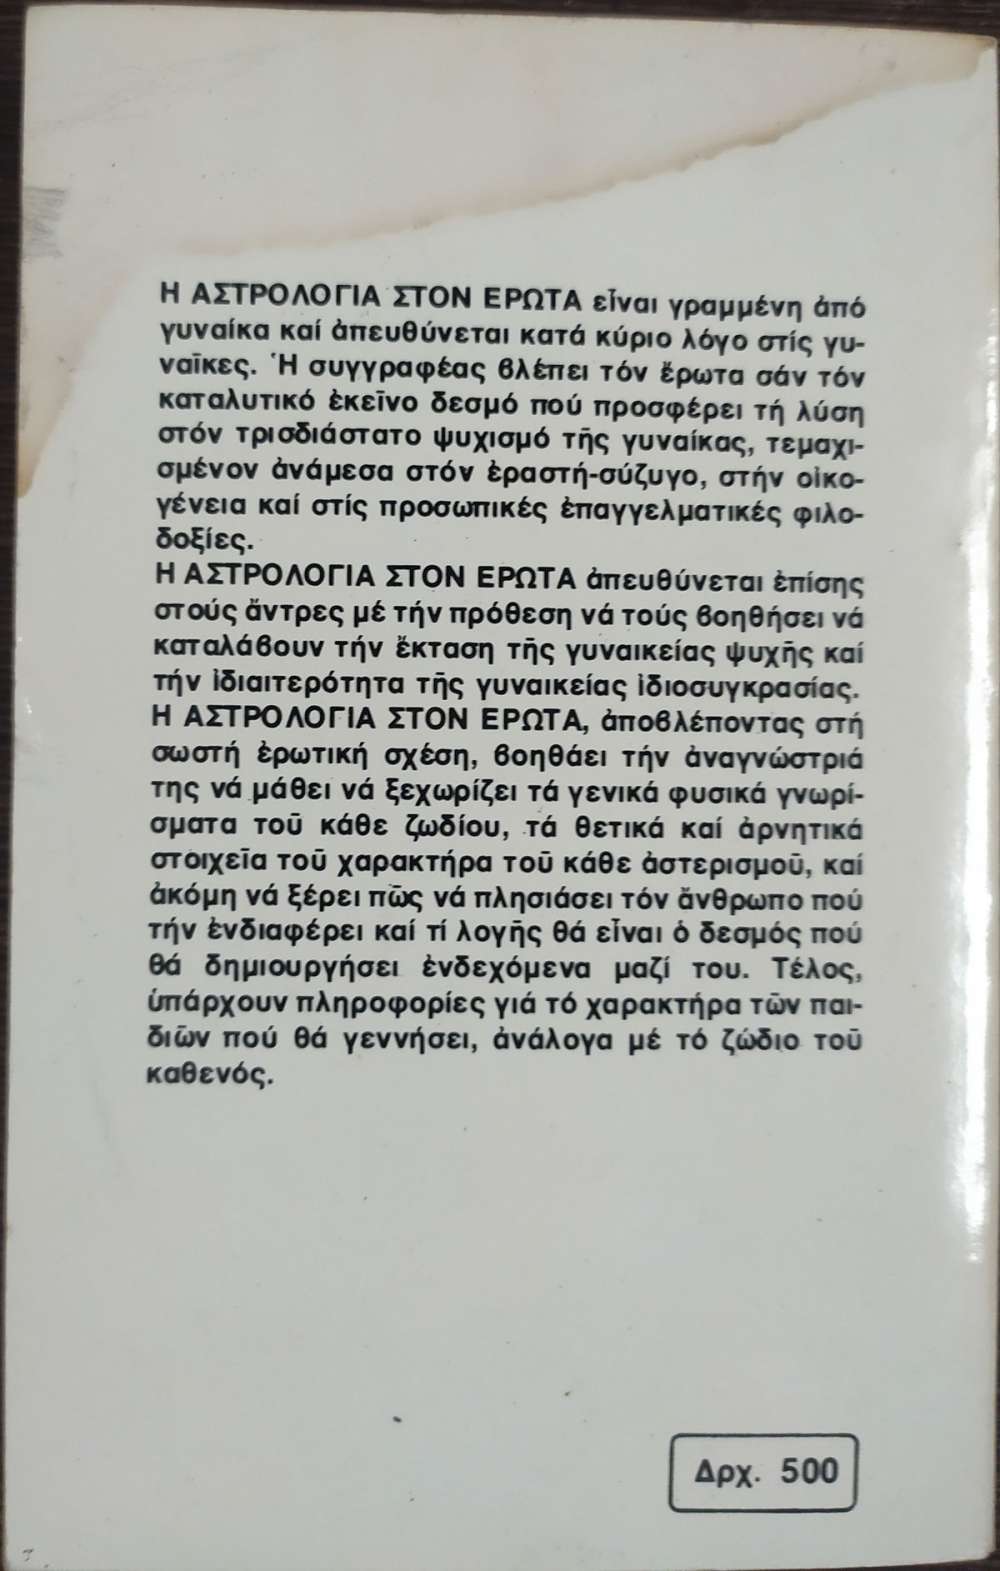 Η ΑΣΤΡΟΛΟΓΙΑ ΣΤΟΝ ΕΡΩΤΑ εἶναι γραμμένη ἀπό
γυναίκα καί ἀπευθύνεται κατά κύριο λόγο στίς γυ-
ναῖκες. Ἡ συγγραφέας βλέπει τόν ἔρωτα σάν τόν
καταλυτικό ἐκεῖνο δεσμό πού προσφέρει τή λύση
στόν τρισδιάστατο ψυχισμό τῆς γυναίκας, τεμαχι-
σμένον ἀνάμεσα στόν ἐραστή-σύζυγο, στήν οἰκο-
γένεια καί στίς προσωπικές ἐπαγγελματικές φιλο-
δοξίες.
Η ΑΣΤΡΟΛΟΓΙΑ ΣΤΟΝ ΕΡΩΤΑ ἀπευθύνεται ἐπίσης
στούς ἄντρες μέ τήν πρόθεση νά τούς βοηθήσει νά
καταλάβουν τήν ἔκταση τῆς γυναικείας ψυχῆς καί
τήν ἰδιαιτερότητα τῆς γυναικείας ἰδιοσυγκρασίας.
Η ΑΣΤΡΟΛΟΓΙΑ ΣΤΟΝ ΕΡΩΤΑ, ἀποβλέποντας στή
σωστή ἐρωτική σχέση, βοηθάει τήν ἀναγνώστριά
της νά μάθει νά ξεχωρίζει τά γενικά φυσικά γνωρί-
σματα τοῦ κάθε ζωδίου, τά θετικά καί ἀρνητικά
στοιχεῖα τοῦ χαρακτήρα τοῦ κάθε ἀστερισμοῦ, καί
ἀκόμη νά ξέρει πῶς νά πλησιάσει τόν ἄνθρωπο πού
τήν ἐνδιαφέρει καί τί λογῆς θά εἶναι ὁ δεσμός πού
θά δημιουργήσει ἐνδεχόμενα μαζί του. Τέλος,
ὑπάρχουν πληροφορίες γιά τό χαρακτήρα τῶν παι-
διῶν πού θά γεννήσει, ἀνάλογα μέ τό ζώδιο τοῦ
καθενός.
Δρχ. 500